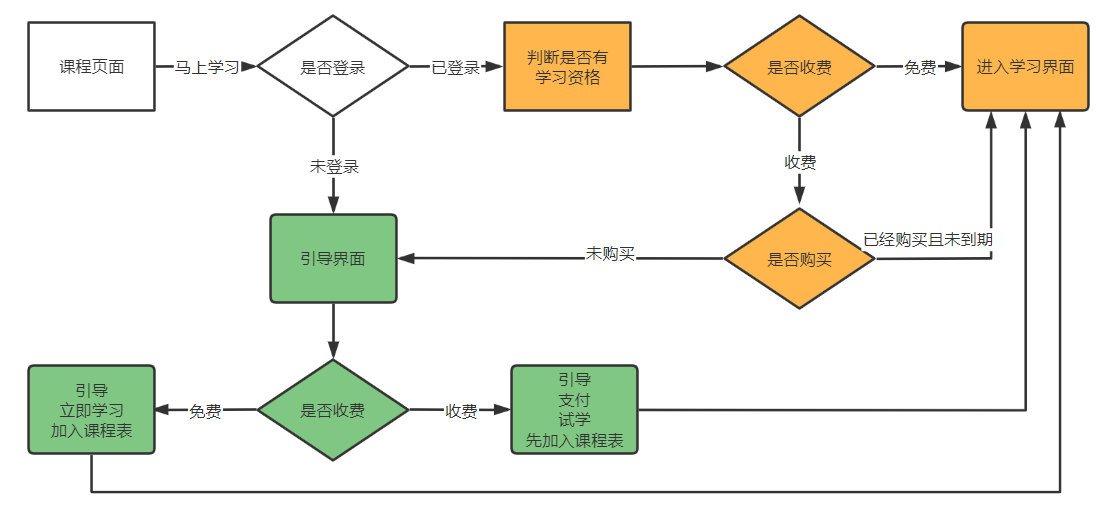 课程页面
马上学习
是否登录
已登录
判断是否有
学习资格
是否收费
免费
进入学习界面
未登录
收费
引导界面
未购买
是否购买
已经购买且未到期
引导
立即学习
加入课程表
免费
是否收费
收费
引导
支付
试学
先加入课程表